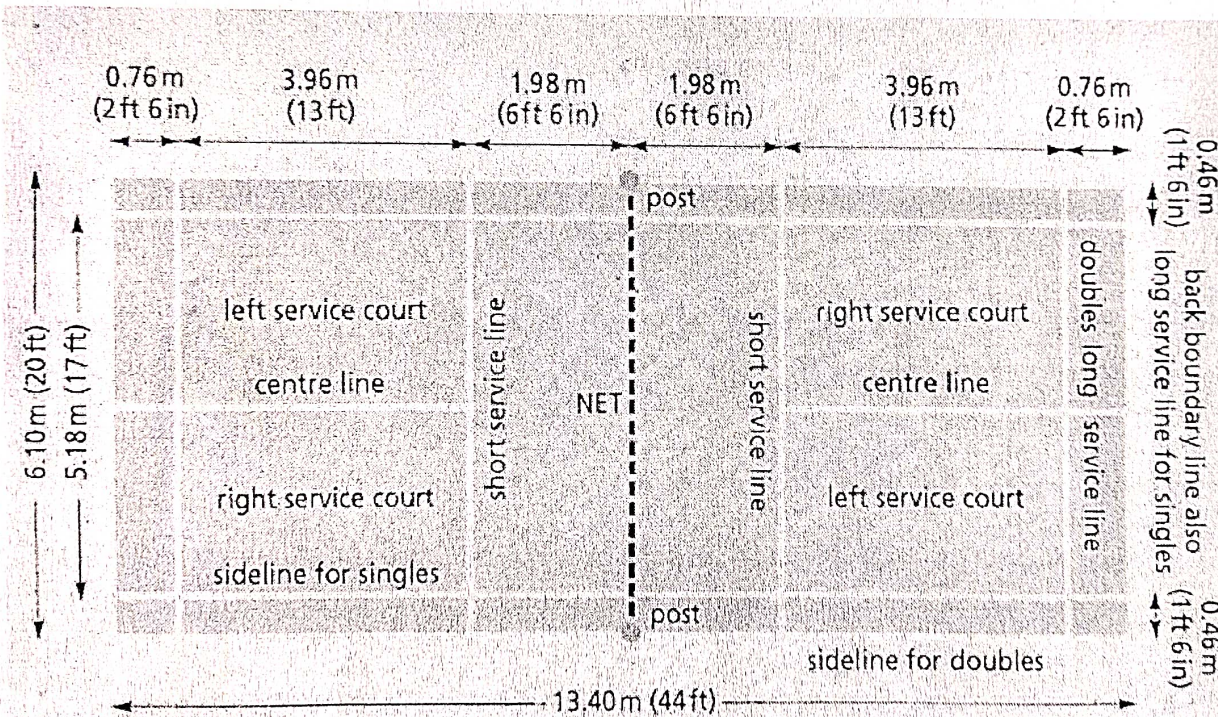 0.76m
(2ft 6in)
3.96m
(13ft)
1.98m
(6ft 6in)
1.98m
(6ft 6in)
3.96m
(13ft)
0.76m
(2ft 6in)
0.46m
(1ft 6in)
post
6.10m (20ft)
5.18m (17ft)
left service court
centre line
right service court
sideline for singles
short service line
NET
short service line
right service court
centre line
left service court
doubles long service line
back boundary line also
long service line for singles
post
0.46m
(1ft 6in)
sideline for doubles
13.40m (44ft)